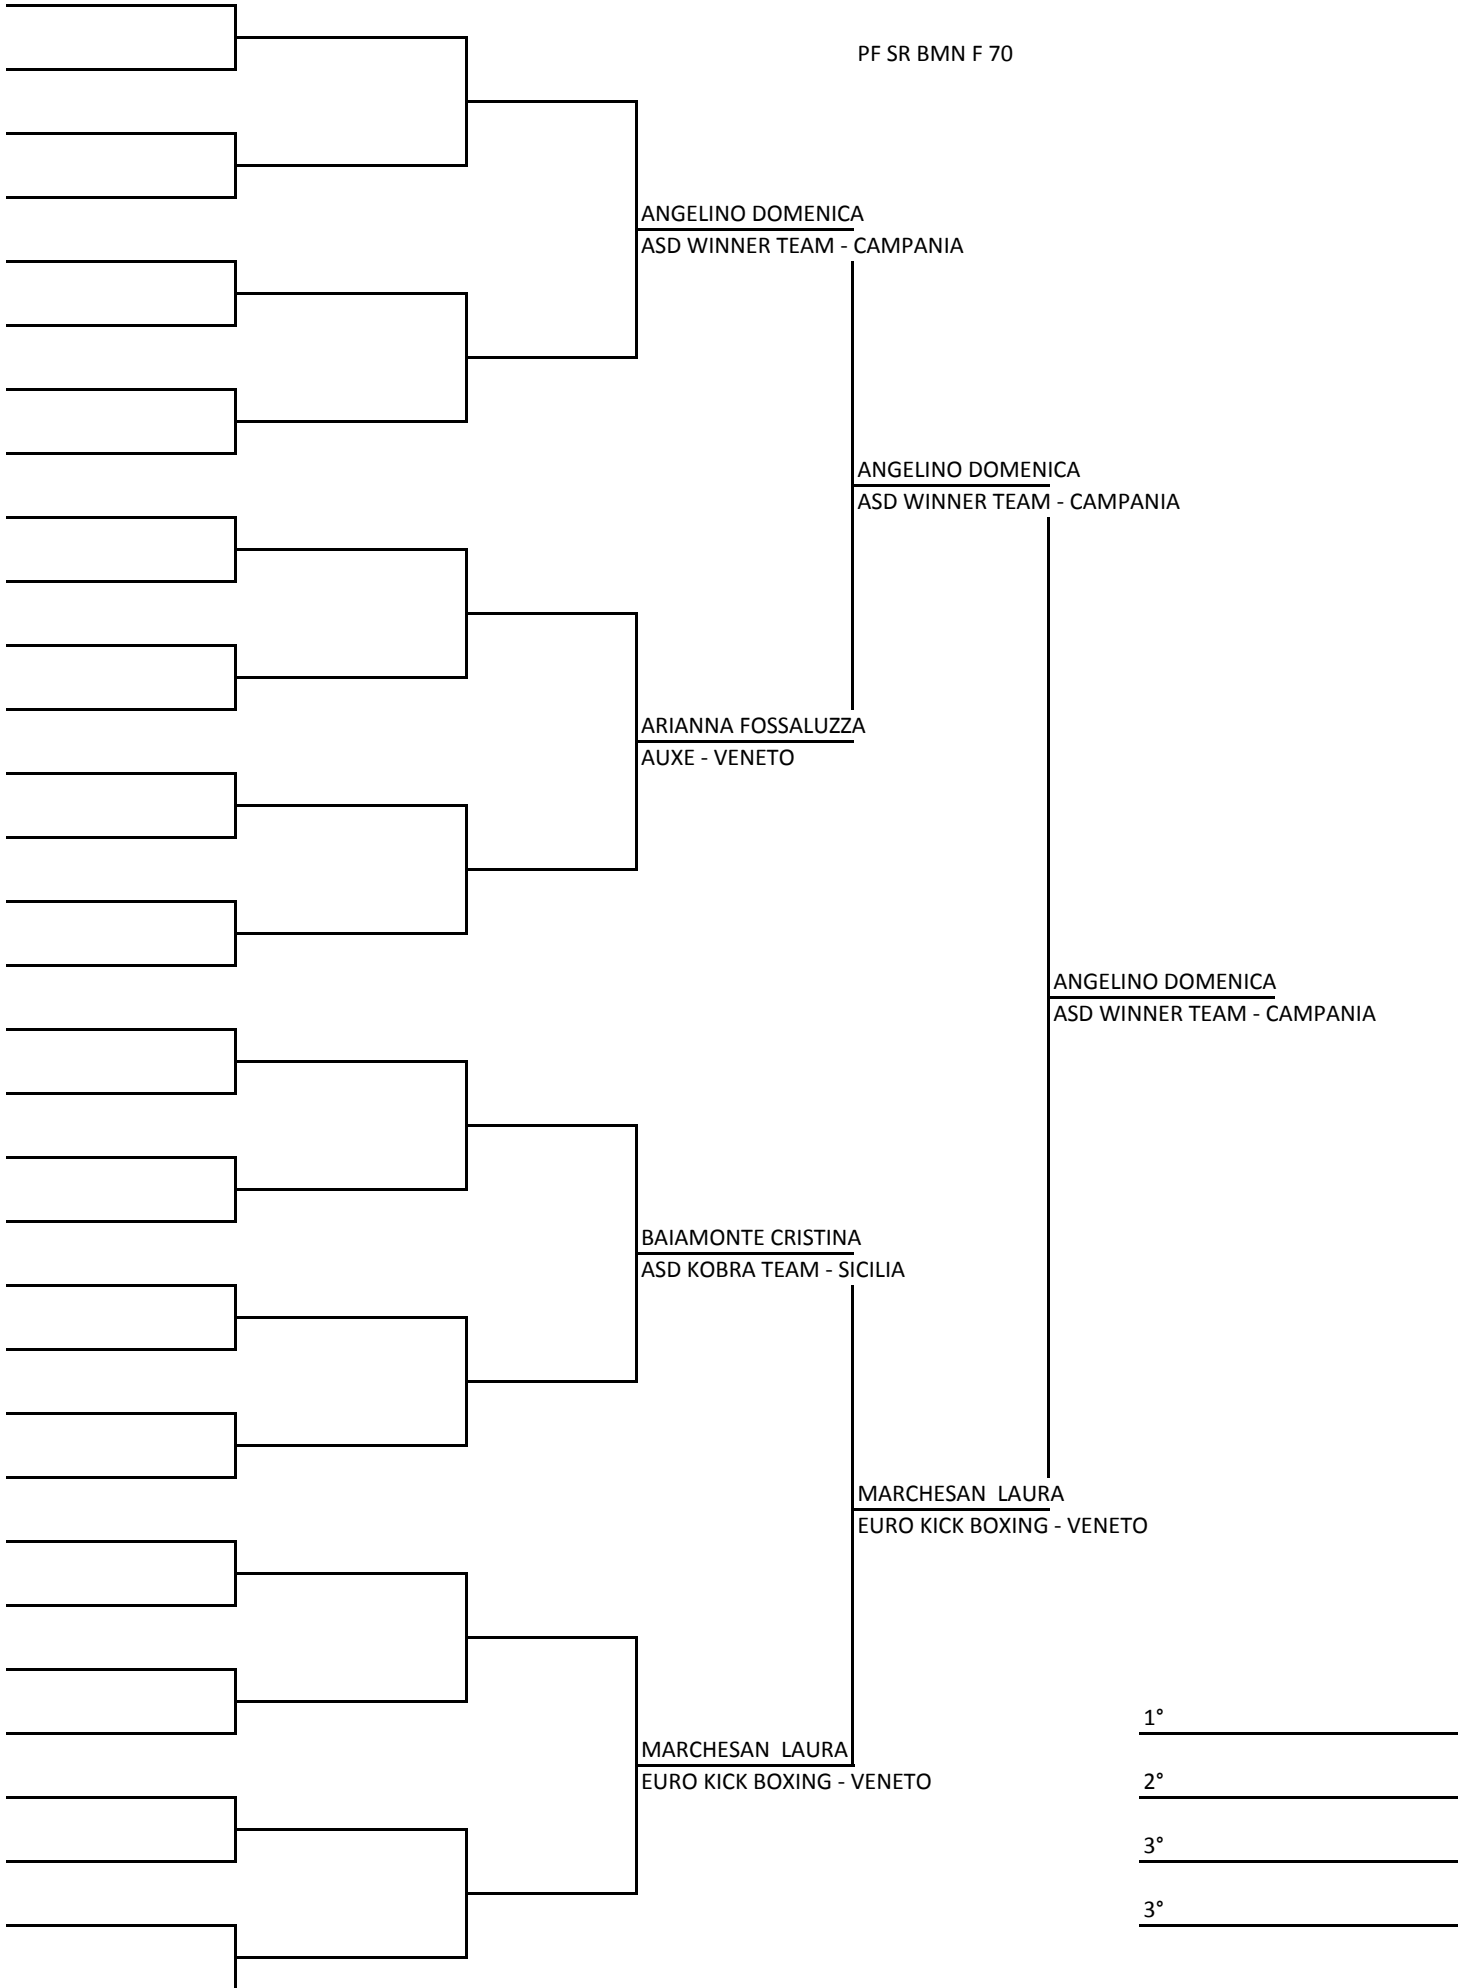 PF SR BMN F 70
ANGELINO DOMENICA
ASD WINNER TEAM - CAMPANIA
ANGELINO DOMENICA
ASD WINNER TEAM - CAMPANIA
ARIANNA FOSSALUZZA
AUXE - VENETO
ANGELINO DOMENICA
ASD WINNER TEAM - CAMPANIA
BAIAMONTE CRISTINA
ASD KOBRA TEAM - SICILIA
MARCHESAN  LAURA
EURO KICK BOXING - VENETO
MARCHESAN  LAURA
EURO KICK BOXING - VENETO
1°
2°
3°
3°